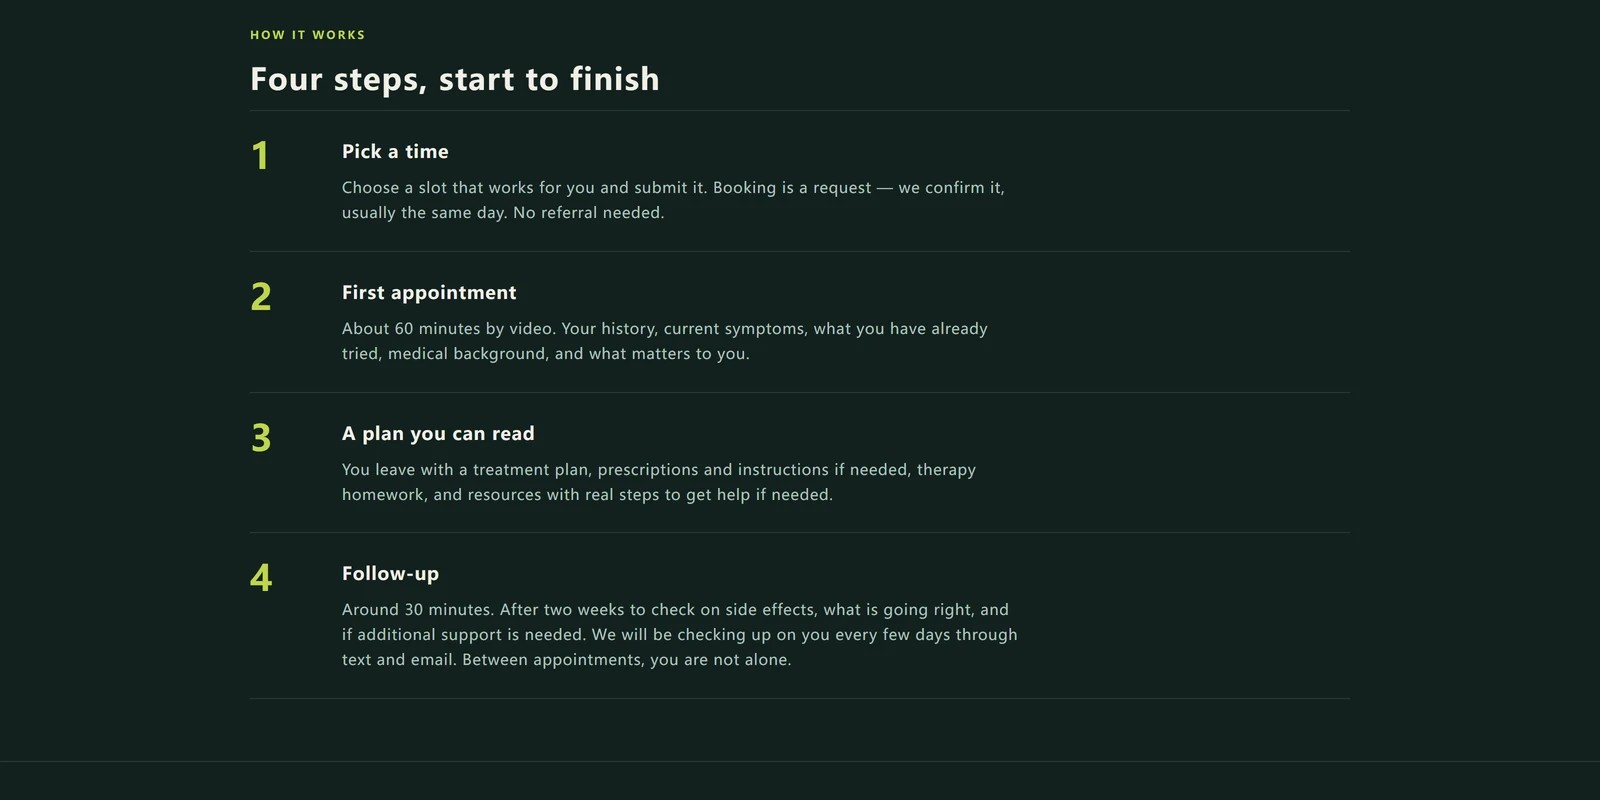 HOW IT WORKS
Four steps, start to finish
1
Pick a time
Choose a slot that works for you and submit it. Booking is a request — we confirm it,
usually the same day. No referral needed.
2
First appointment
About 60 minutes by video. Your history, current symptoms, what you have already
tried, medical background, and what matters to you.
3
A plan you can read
You leave with a treatment plan, prescriptions and instructions if needed, therapy
homework, and resources with real steps to get help if needed.
4
Follow-up
Around 30 minutes. After two weeks to check on side effects, what is going right, and
if additional support is needed. We will be checking up on you every few days through
text and email. Between appointments, you are not alone.